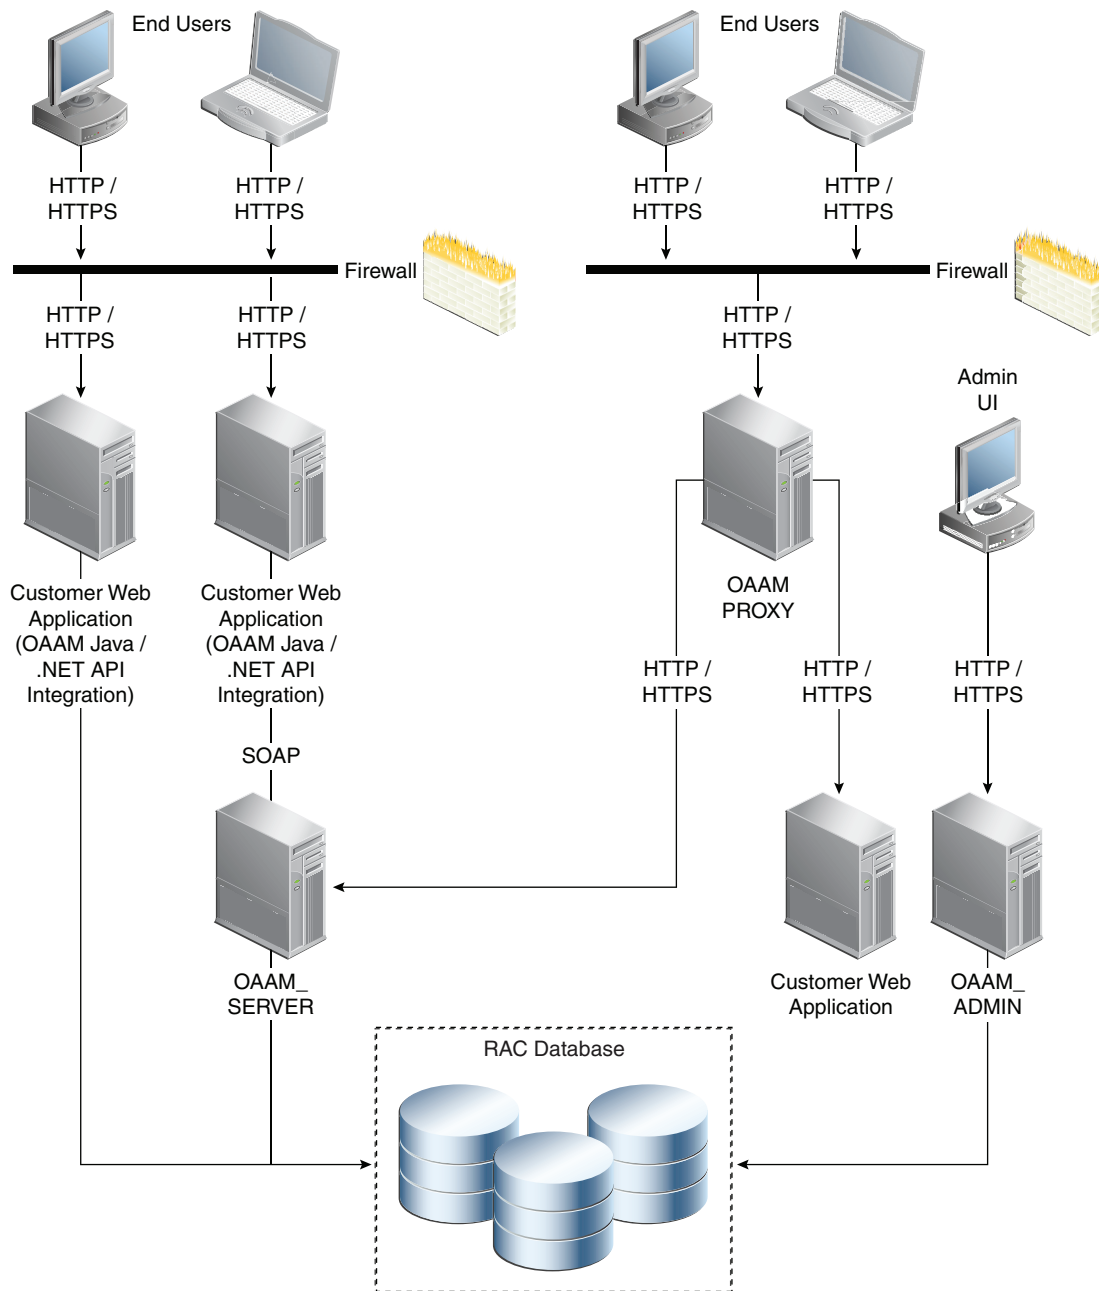 End Users
End Users
HTTP /
HTTPS
HTTP /
HTTPS
HTTP /
HTTPS
HTTP /
HTTPS
Firewall
Firewall
HTTP /
HTTPS
HTTP /
HTTPS
HTTP /
HTTPS
Admin
UI
Customer Web
Application
(OAAM Java /
.NET API
Integration)
Customer Web
Application
(OAAM Java /
.NET API
Integration)
OAAM
PROXY
HTTP /
HTTPS
HTTP /
HTTPS
HTTP /
HTTPS
SOAP
OAAM_
SERVER
Customer Web
Application
OAAM_
ADMIN
RAC Database